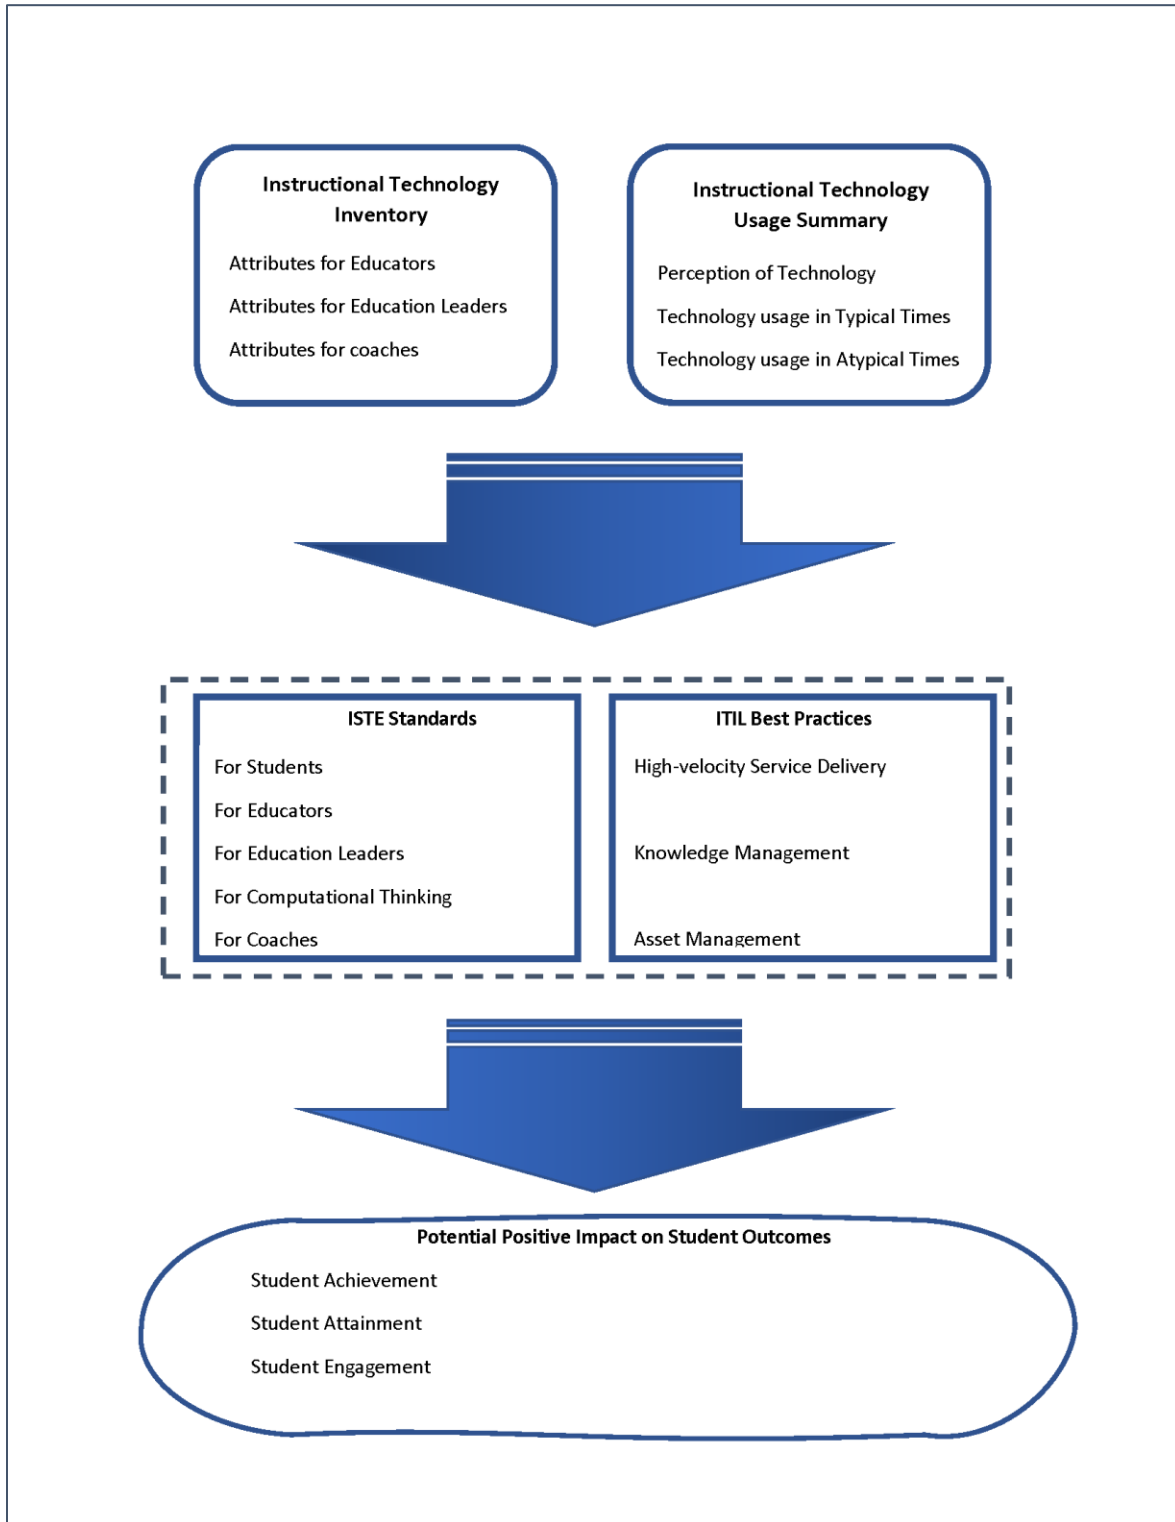 Instructional Technology
Inventory
Attributes for Educators
Attributes for Education Leaders
Attributes for coaches
Instructional Technology
Usage Summary
Perception of Technology
Technology usage in Typical Times
Technology usage in Atypical Times
ISTE Standards
For Students
For Educators
For Education Leaders
For Computational Thinking
For Coaches
ITIL Best Practices
High-velocity Service Delivery
Knowledge Management
Asset Management
Potential Positive Impact on Student Outcomes
Student Achievement
Student Attainment
Student Engagement